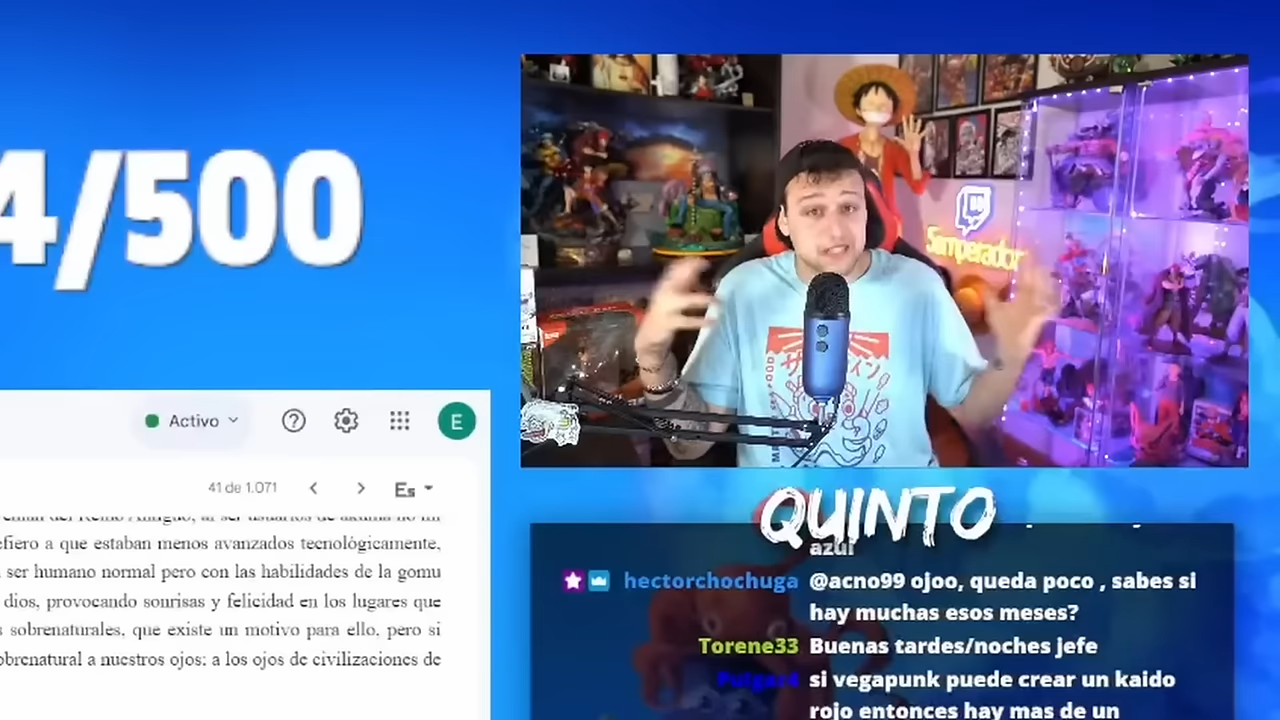 4/500
Simperador
サ イン
Activo
E
41 de 1.071
Es
efiero a que estaban menos avanzados tecnológicamente,
ser humano normal pero con las habilidades de la gomu
dios, provocando sonrisas y felicidad en los lugares que
sobrenaturales, que existe un motivo para ello, pero si
obrenatural a nuestros ojos: a los ojos de civilizaciones de
QUINTO
azul
hectorchochuga @acno99 ojoo, queda poco , sabes si
hay muchas esos meses?
Torene33 Buenas tardes/noches jefe
si vegapunk puede crear un kaido
rojo entonces hay mas de un